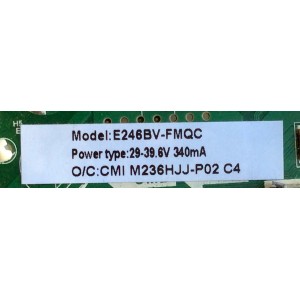 Model:E246BV-FMQC
Power type:29-39.6V 340mA
O/C:CMI M236HJJ-P02 C4